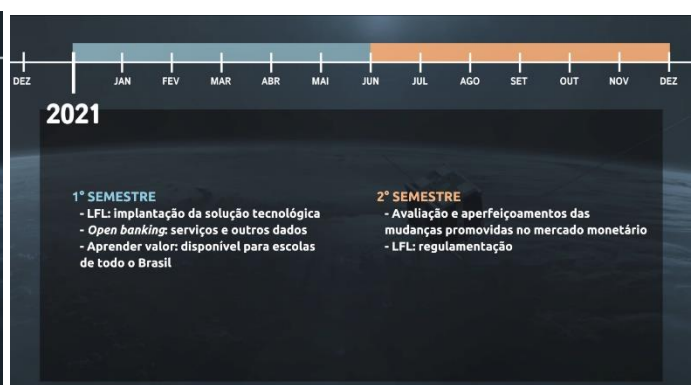 DEZ JAN FEV MAR ABR MAI JUN JUL AGO SET OUT NOV DEZ
2021
1° SEMESTRE
- LFL: implantação da solução tecnológica
- Open banking: serviços e outros dados
- Aprender valor: disponível para escolas
de todo o Brasil
2° SEMESTRE
- Avaliação e aperfeiçoamentos das
mudanças promovidas no mercado monetário
- LFL: regulamentação